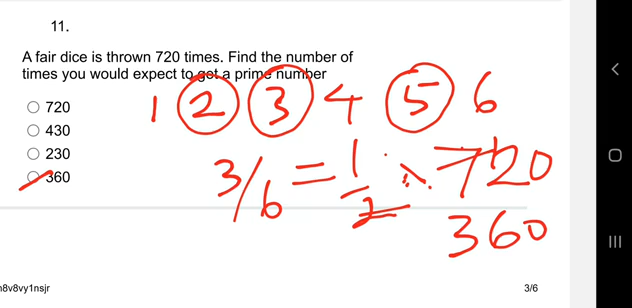 11.
A fair dice is thrown 720 times. Find the number of
times you would expect to get a prime number
1 2 3 4 5 6
720
430
230
360
3/6 = 1/2 × 720
360
n8v8vy1nsjr
3/6